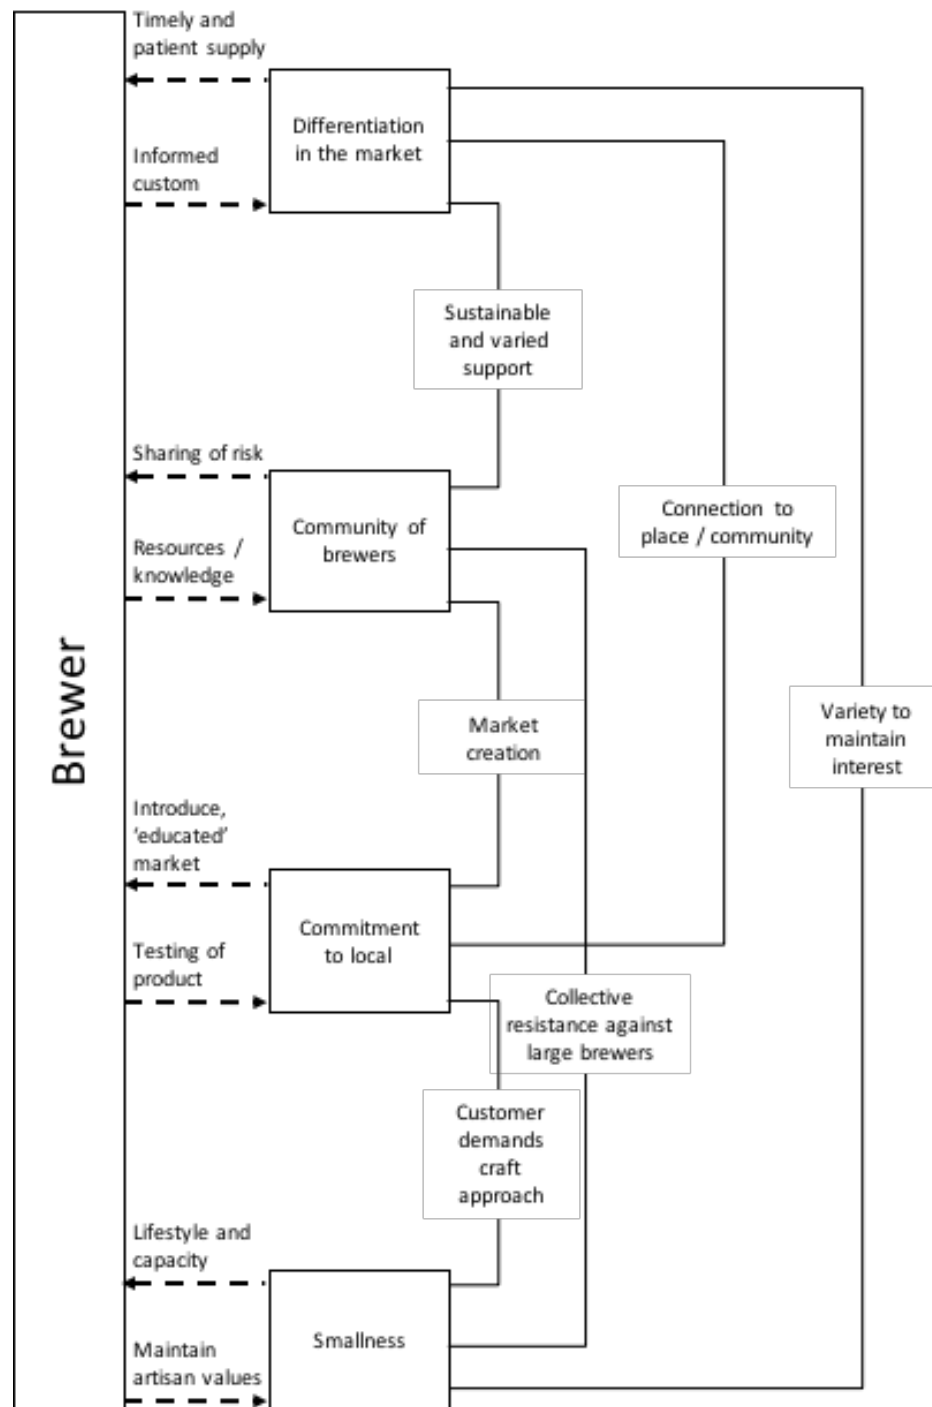 Timely and
patient supply
Differentiation
in the market
Informed
custom
Sustainable
and varied
support
Sharing of risk
Community of
brewers
Connection to
place / community
Resources /
knowledge
Brewer
Market
creation
Variety to
maintain
interest
Introduce,
‘educated’
market
Commitment
to local
Testing of
product
Collective
resistance against
large brewers
Customer
demands
craft
approach
Lifestyle and
capacity
Smallness
Maintain
artisan values